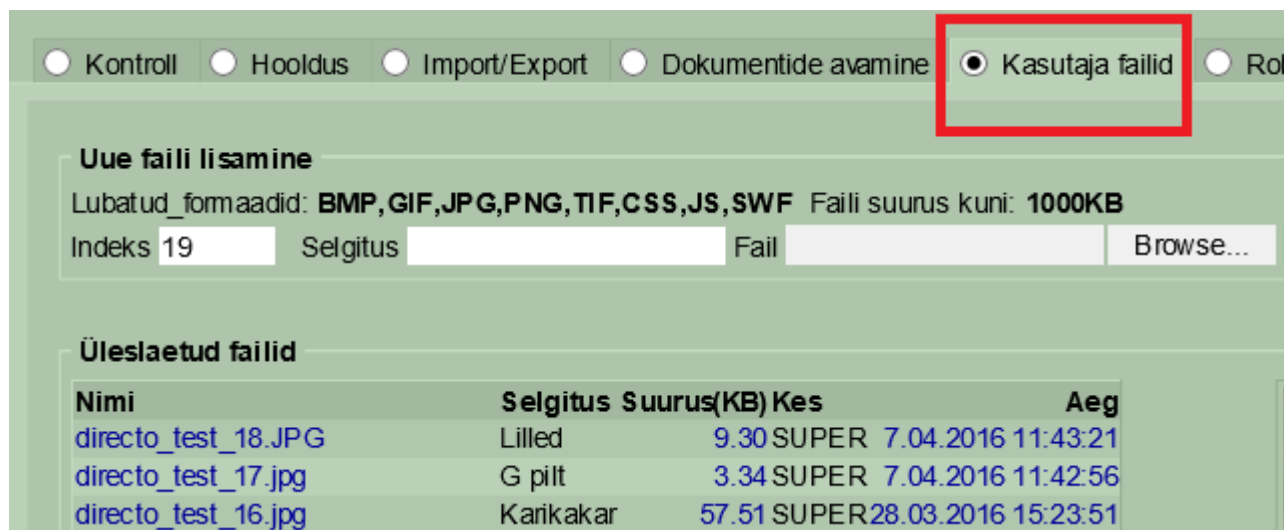 Kontroll Hooldus Import/Export Dokumentide avamine Kasutaja failid
Uue faili lisamine
Lubatud_formaadid: BMP,GIF,JPG,PNG,TIF,CSS,JS,SWF Faili suurus kuni: 1000KB
Indeks 19 Selgitus Fail Browse...
Üleslaetud failid
Nimi Selgitus Suurus(KB) Kes Aeg
directo_test_18.JPG Lilled 9.30 SUPER 7.04.2016 11:43:21
directo_test_17.jpg G pilt 3.34 SUPER 7.04.2016 11:42:56
directo_test_16.jpg Karikakar 57.51 SUPER 28.03.2016 15:23:51